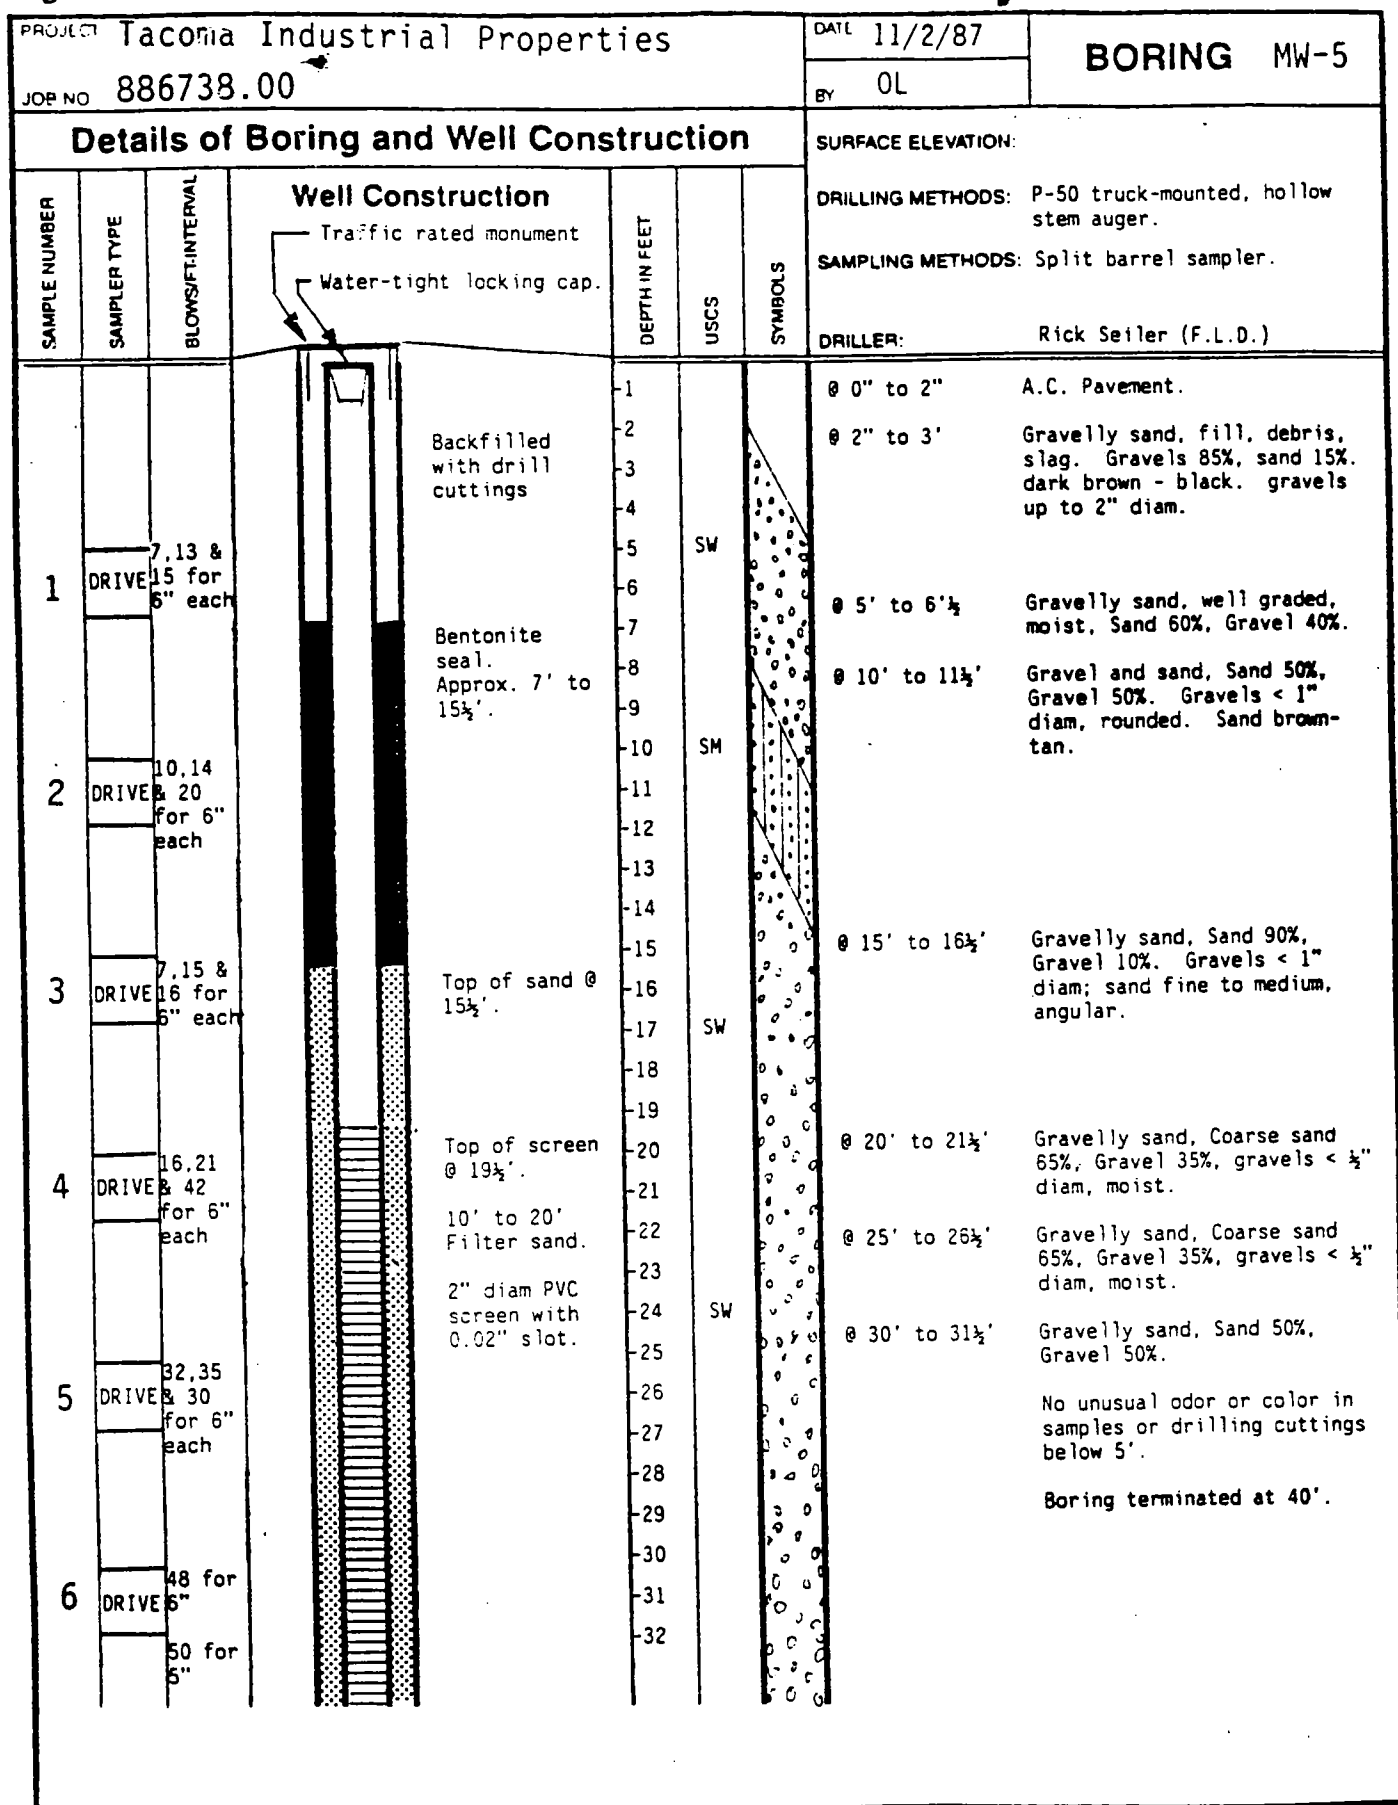 PROJECT Tacoma Industrial Properties
JOB NO 886738.00
DATE 11/2/87
BY OL
BORING MW-5
Details of Boring and Well Construction
SURFACE ELEVATION:
DRILLING METHODS: P-50 truck-mounted, hollow
stem auger.
SAMPLING METHODS: Split barrel sampler.
DRILLER: Rick Seiler (F.L.D.)
SAMPLE NUMBER
SAMPLER TYPE
BLOWS/FT.INTERVAL
Well Construction
Traffic rated monument
Water-tight locking cap.
DEPTH IN FEET
USCS
SYMBOLS
1
DRIVE
7,13 &
15 for
6" each
2
DRIVE
10,14
& 20
for 6"
each
3
DRIVE
7,15 &
16 for
6" each
4
DRIVE
16,21
& 42
for 6"
each
5
DRIVE
32,35
& 30
for 6"
each
6
DRIVE
48 for
6"
50 for
6"
Backfilled
with drill
cuttings
Bentonite
seal.
Approx. 7' to
15½'.
Top of sand @
15½'.
Top of screen
@ 19½'.
10' to 20'
Filter sand.
2" diam PVC
screen with
0.02" slot.
-1
-2
-3
-4
-5
-6
-7
-8
-9
-10
-11
-12
-13
-14
-15
-16
-17
-18
-19
-20
-21
-22
-23
-24
-25
-26
-27
-28
-29
-30
-31
-32
SW
SM
SW
SW
@ 0" to 2" A.C. Pavement.
@ 2" to 3' Gravelly sand, fill, debris,
slag. Gravels 85%, sand 15%.
dark brown - black. gravels
up to 2" diam.
@ 5' to 6'½ Gravelly sand, well graded,
moist, Sand 60%, Gravel 40%.
@ 10' to 11½' Gravel and sand, Sand 50%,
Gravel 50%. Gravels < 1"
diam, rounded. Sand brown-
tan.
@ 15' to 16½' Gravelly sand, Sand 90%,
Gravel 10%. Gravels < 1"
diam; sand fine to medium,
angular.
@ 20' to 21½' Gravelly sand, Coarse sand
65%, Gravel 35%, gravels < ½"
diam, moist.
@ 25' to 26½' Gravelly sand, Coarse sand
65%, Gravel 35%, gravels < ½"
diam, moist.
@ 30' to 31½' Gravelly sand, Sand 50%,
Gravel 50%.
No unusual odor or color in
samples or drilling cuttings
below 5'.
Boring terminated at 40'.